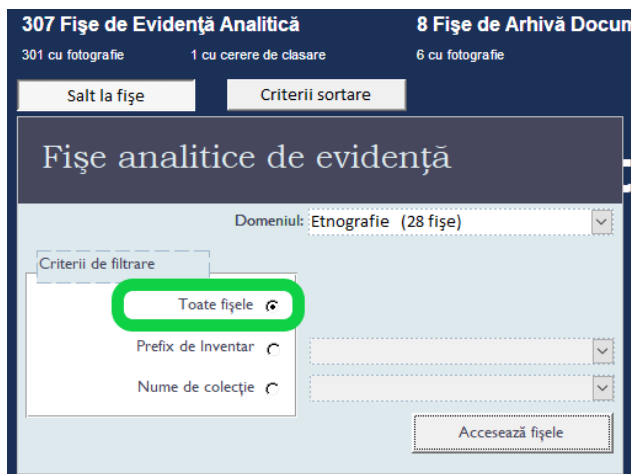 307 Fişe de Evidenţă Analitică 8 Fişe de Arhivă Docum
301 cu fotografie 1 cu cerere de clasare 6 cu fotografie
Salt la fişe Criterii sortare
Fişe analitice de evidenţă
Domeniul: Etnografie (28 fişe)
Criterii de filtrare
Toate fişele
Prefix de Inventar
Nume de colecţie
Accesează fişele